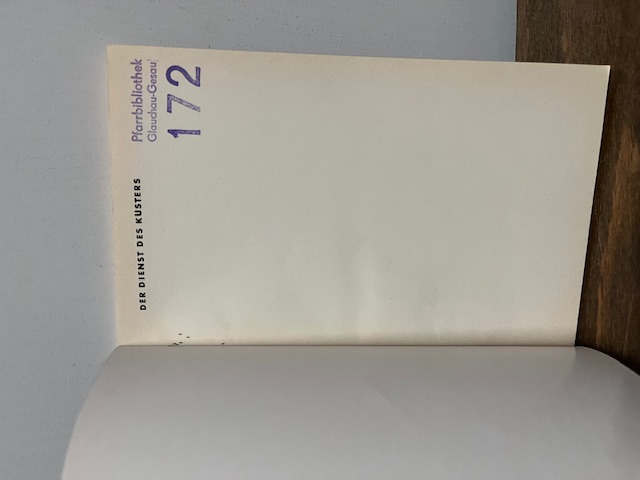 Pfarrbibliothek
Glauchau-Gesau
172
DER DIENST DES KÜSTERS